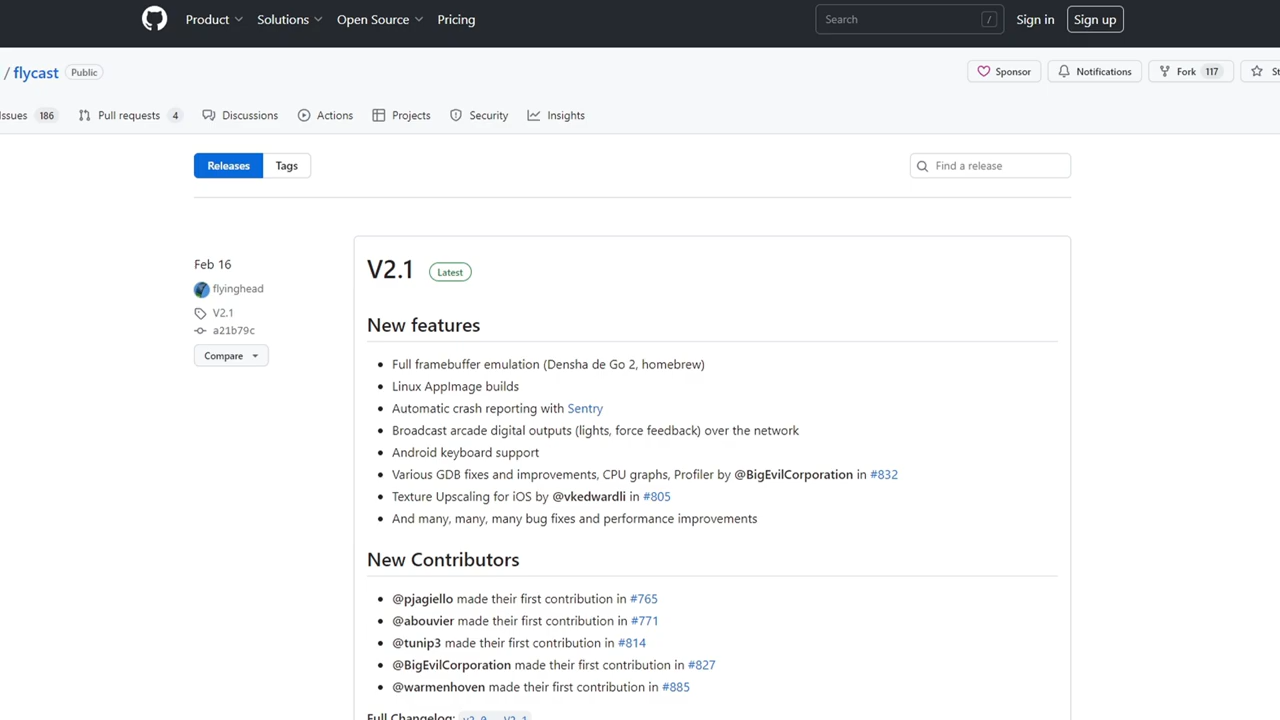 Product Solutions Open Source Pricing Search / Sign in Sign up
/ flycast Public Sponsor Notifications Fork 117
Issues 186 Pull requests 4 Discussions Actions Projects Security Insights
Releases Tags Find a release
Feb 16
flyinghead
V2.1
a21b79c
Compare
V2.1 Latest
New features
Full framebuffer emulation (Densha de Go 2, homebrew)
Linux AppImage builds
Automatic crash reporting with Sentry
Broadcast arcade digital outputs (lights, force feedback) over the network
Android keyboard support
Various GDB fixes and improvements, CPU graphs, Profiler by @BigEvilCorporation in #832
Texture Upscaling for iOS by @vkedwardli in #805
And many, many, many bug fixes and performance improvements
New Contributors
@pjagiello made their first contribution in #765
@abouvier made their first contribution in #771
@tunip3 made their first contribution in #814
@BigEvilCorporation made their first contribution in #827
@warmenhoven made their first contribution in #885
Full Changelog: v2.0...V2.1